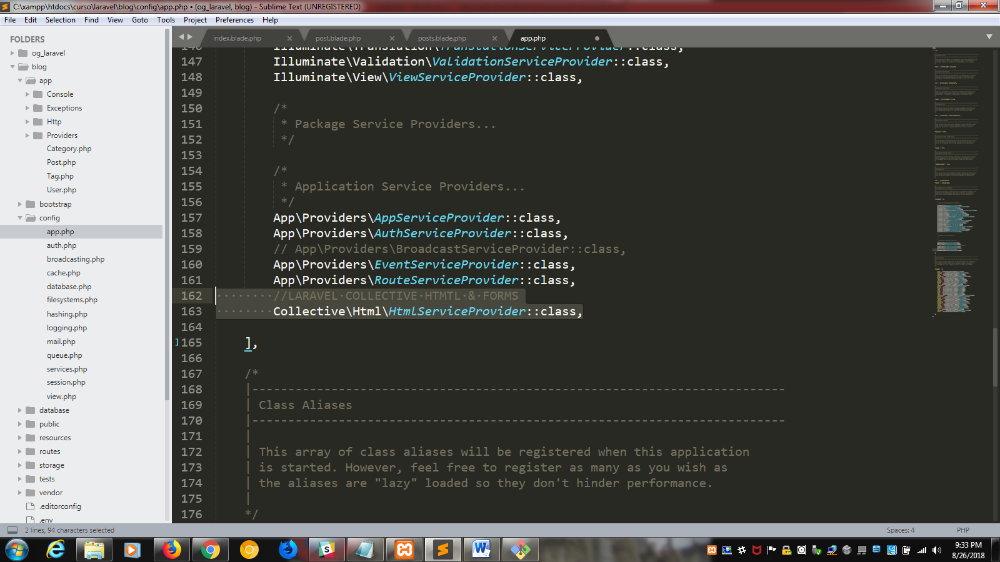 C:\xampp\htdocs\curso\laravel\blog\config\app.php • (og_laravel, blog) - Sublime Text (UNREGISTERED)
File Edit Selection Find View Goto Tools Project Preferences Help
FOLDERS
og_laravel
blog
app
Console
Exceptions
Http
Providers
Category.php
Post.php
Tag.php
User.php
bootstrap
config
app.php
auth.php
broadcasting.php
cache.php
database.php
filesystems.php
hashing.php
logging.php
mail.php
queue.php
services.php
session.php
view.php
database
public
resources
routes
storage
tests
vendor
.editorconfig
.env
index.blade.php × post.blade.php × posts.blade.php × app.php
146 Illuminate\Translation\TranslationServiceProvider::class,
147 Illuminate\Validation\ValidationServiceProvider::class,
148 Illuminate\View\ViewServiceProvider::class,
149
150 /*
151 * Package Service Providers...
152 */
153
154 /*
155 * Application Service Providers...
156 */
157 App\Providers\AppServiceProvider::class,
158 App\Providers\AuthServiceProvider::class,
159 // App\Providers\BroadcastServiceProvider::class,
160 App\Providers\EventServiceProvider::class,
161 App\Providers\RouteServiceProvider::class,
162 //LARAVEL COLLECTIVE HTMTL & FORMS
163 Collective\Html\HtmlServiceProvider::class,
164
165 ],
166
167 /*
168 |--------------------------------------------------------------------------
169 | Class Aliases
170 |--------------------------------------------------------------------------
171 |
172 | This array of class aliases will be registered when this application
173 | is started. However, feel free to register as many as you wish as
174 | the aliases are "lazy" loaded so they don't hinder performance.
175 |
176 */
2 lines, 94 characters selected
Spaces: 4 PHP
9:33 PM
8/26/2018